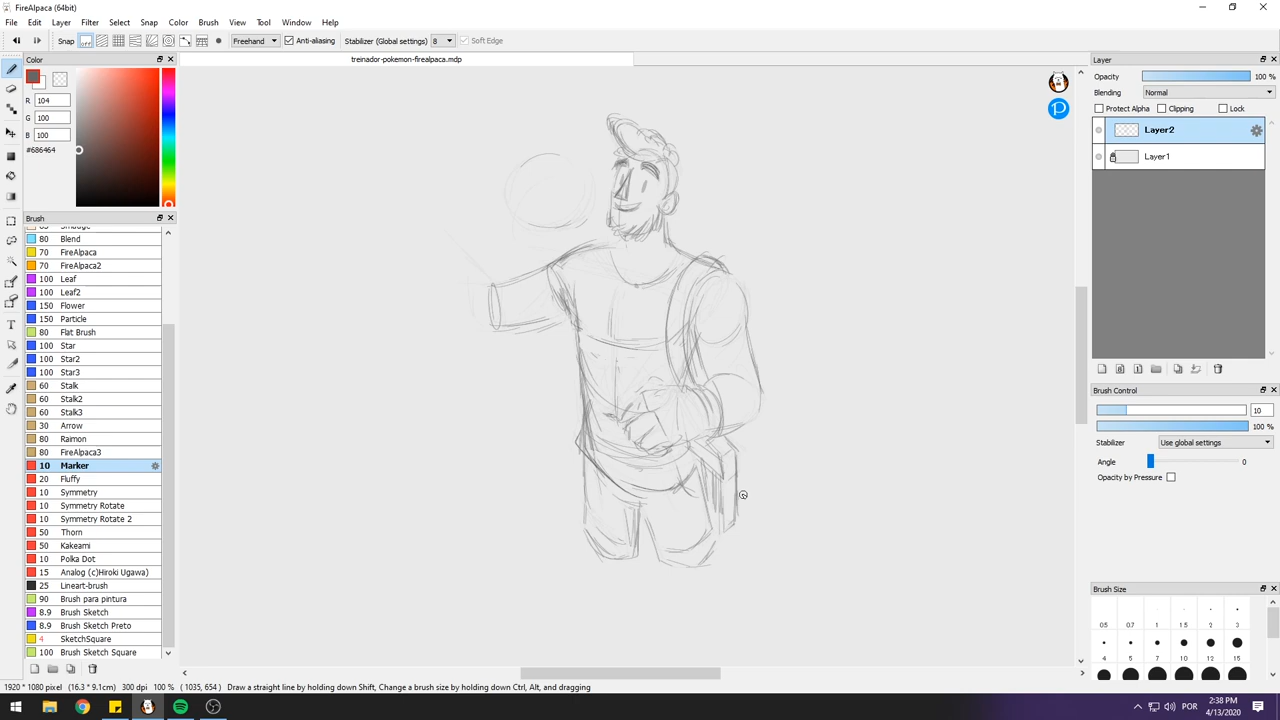 FireAlpaca (64bit)
File Edit Layer Filter Select Snap Color Brush View Tool Window Help
Snap OFF Freehand Anti-aliasing Stabilizer (Global settings) 8 Soft Edge
Color
treinador-pokemon-firealpaca.mdp
Layer
R 104
G 100
B 100
#686464
Opacity 100 %
Blending Normal
Protect Alpha Clipping Lock
Layer2
Layer1
Brush
Smudge
80 Blend
70 FireAlpaca
70 FireAlpaca2
100 Leaf
100 Leaf2
150 Flower
150 Particle
80 Flat Brush
100 Star
100 Star2
100 Star3
60 Stalk
60 Stalk2
60 Stalk3
30 Arrow
80 Raimon
80 FireAlpaca3
10 Marker
20 Fluffy
10 Symmetry
10 Symmetry Rotate
10 Symmetry Rotate 2
50 Thorn
50 Kakeami
10 Polka Dot
15 Analog (c)Hiroki Ugawa)
25 Lineart-brush
90 Brush para pintura
8.9 Brush Sketch
8.9 Brush Sketch Preto
4 SketchSquare
100 Brush Sketch Square
Brush Control
10
100 %
Stabilizer Use global settings
Angle 0
Opacity by Pressure
Brush Size
0.5 0.7 1 1.5 2 3
4 5 7 10 12 15
1920 * 1080 pixel (16.3 * 9.1cm) 300 dpi 100 % ( 1035, 654 ) Draw a straight line by holding down Shift, Change a brush size by holding down Ctrl, Alt, and dragging
POR
2:38 PM
4/13/2020